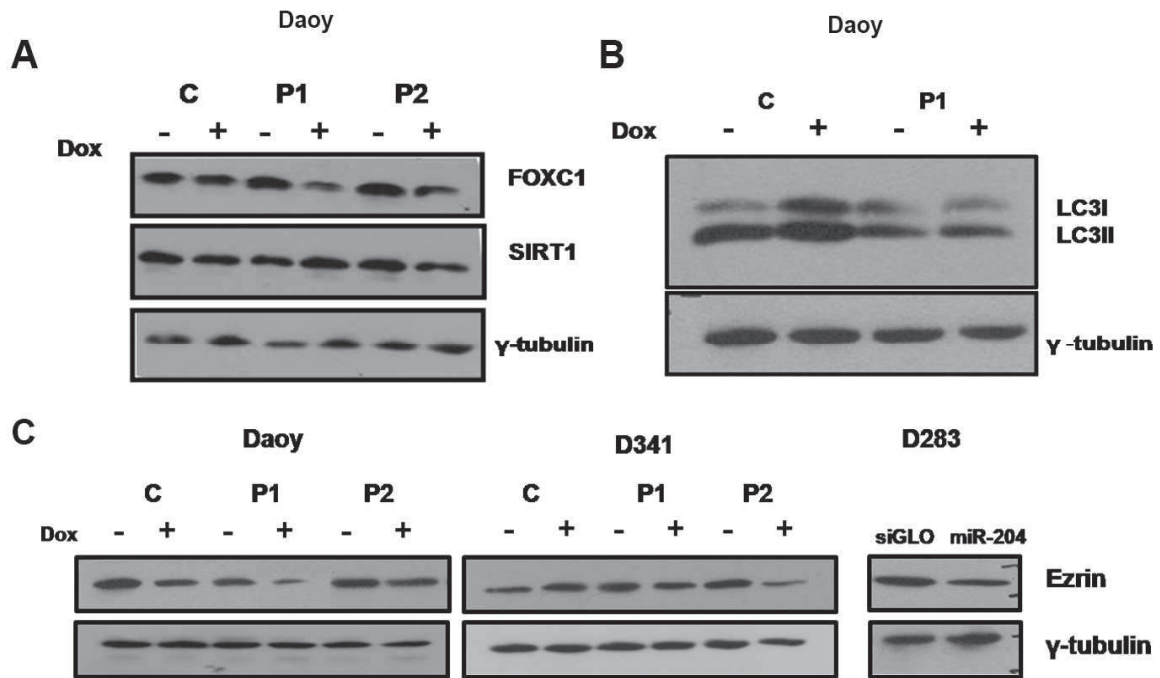 Daoy
A
C P1 P2
Dox - + - + - +
FOXC1
SIRT1
γ-tubulin
Daoy
B
C P1
Dox - + - +
LC3I
LC3II
γ -tubulin
C
Daoy D341 D283
C P1 P2 C P1 P2
Dox - + - + - + - + - + - + siGLO miR-204
Ezrin
γ-tubulin